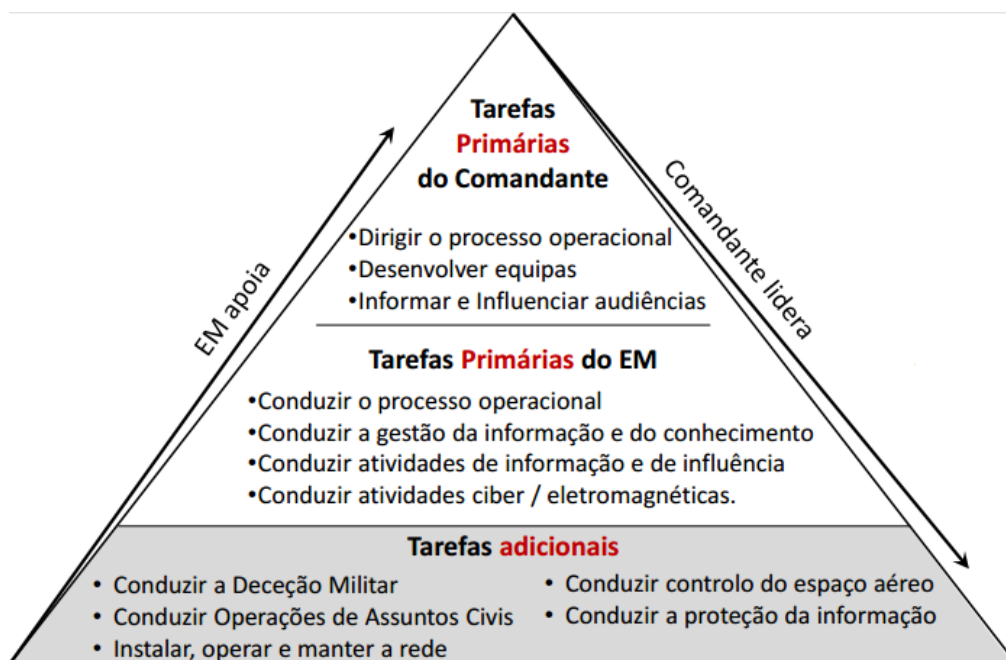 Tarefas
Primárias
do Comandante
•Dirigir o processo operacional
•Desenvolver equipas
•Informar e Influenciar audiências
EM apoia
Comandante lidera
Tarefas Primárias do EM
•Conduzir o processo operacional
•Conduzir a gestão da informação e do conhecimento
•Conduzir atividades de informação e de influência
•Conduzir atividades ciber / eletromagnéticas.
Tarefas adicionais
• Conduzir a Deceção Militar
• Conduzir Operações de Assuntos Civis
• Instalar, operar e manter a rede
• Conduzir controlo do espaço aéreo
• Conduzir a proteção da informação